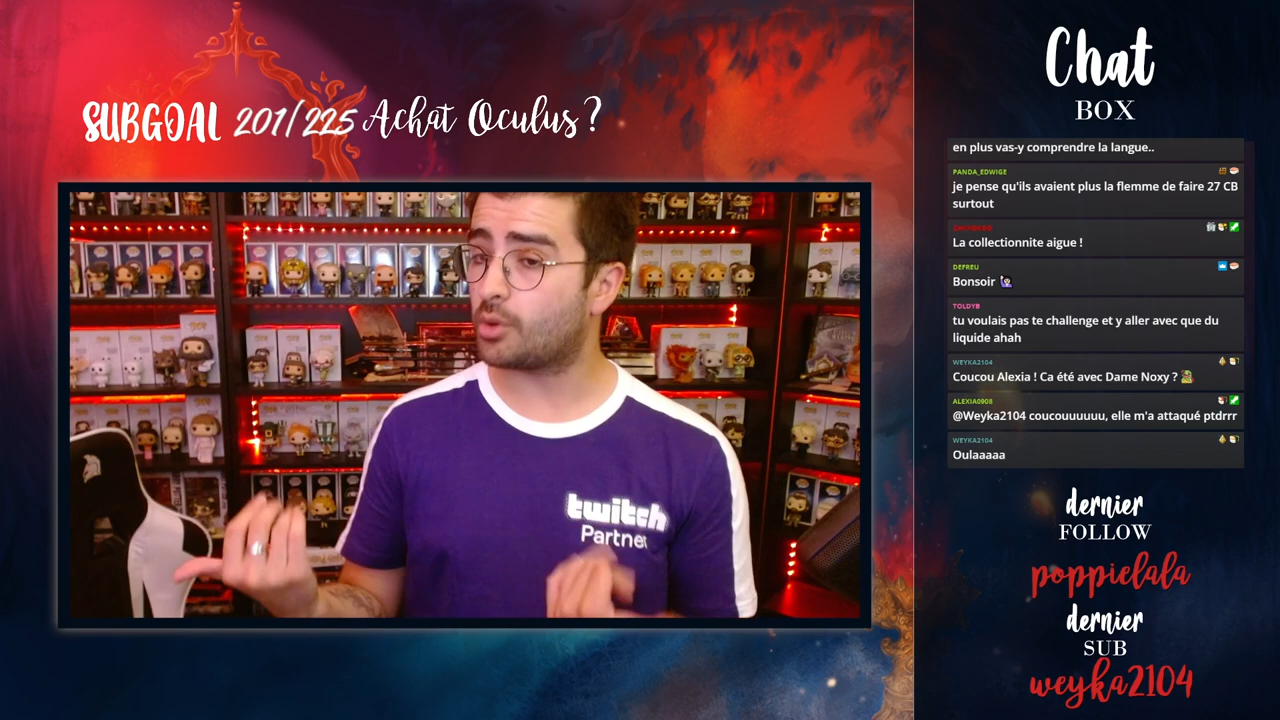 SUBGOAL 201/225 Achat Oculus ?
twitch
Partner
Chat
BOX
en plus vas-y comprendre la langue..
PANDA_EDWIGE
je pense qu'ils avaient plus la flemme de faire 27 CB
surtout
La collectionnite aigue !
DEFREU
Bonsoir
TOLDYB
tu voulais pas te challenge et y aller avec que du
liquide ahah
WEYKA2104
Coucou Alexia ! Ca été avec Dame Noxy ?
ALEXIA0908
@Weyka2104 coucouuuuuu, elle m'a attaqué ptdrrr
WEYKA2104
Oulaaaaa
dernier
FOLLOW
poppielala
dernier
SUB
weyka2104